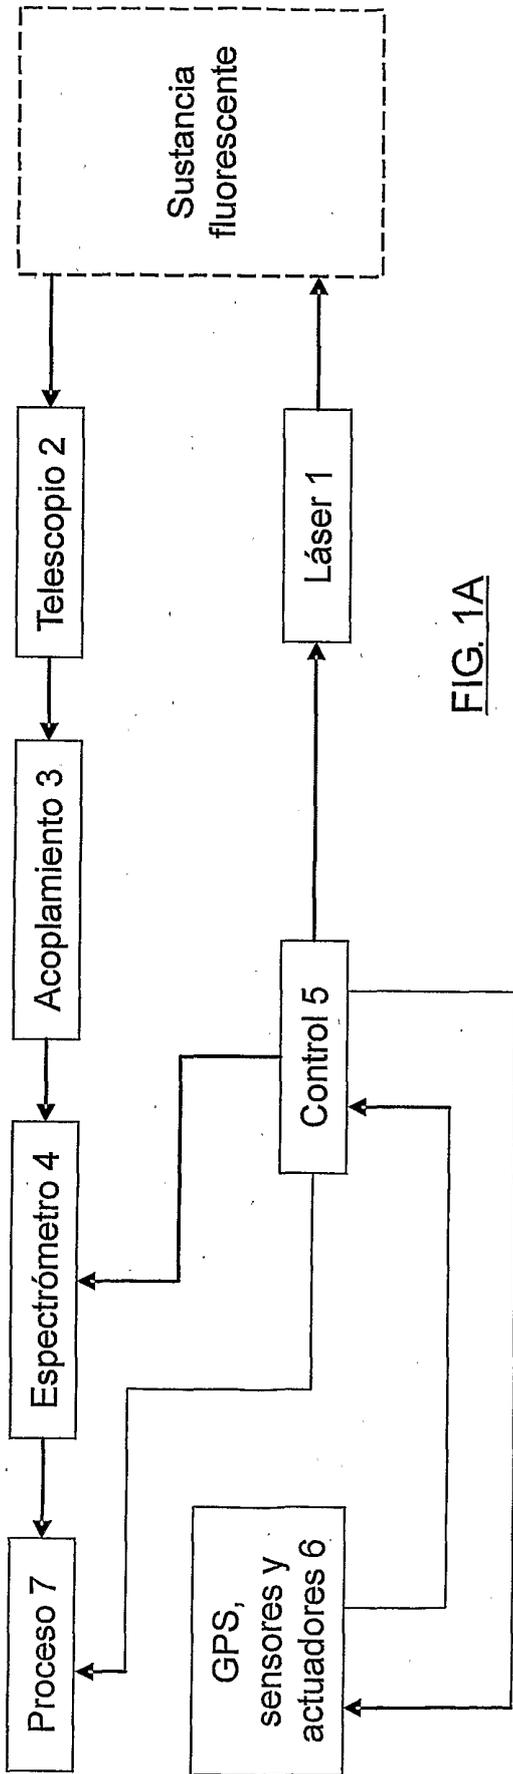 Proceso 7
Espectrómetro 4
Acoplamiento 3
Telescopio 2
Sustancia
fluorescente
GPS,
sensores y
actuadores 6
Control 5
Láser 1
FIG. 1A